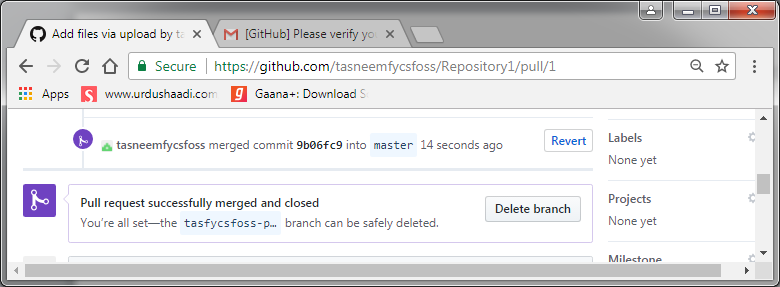 Add files via upload by ta
[GitHub] Please verify yo
Secure https://github.com/tasneemfycsfoss/Repository1/pull/1
Apps www.urdushaadi.com Gaana+: Download S
tasneemfycsfoss merged commit 9b06fc9 into master 14 seconds ago
Revert
Pull request successfully merged and closed
You're all set—the tasfycsfoss-p… branch can be safely deleted.
Delete branch
Labels
None yet
Projects
None yet
Milestone